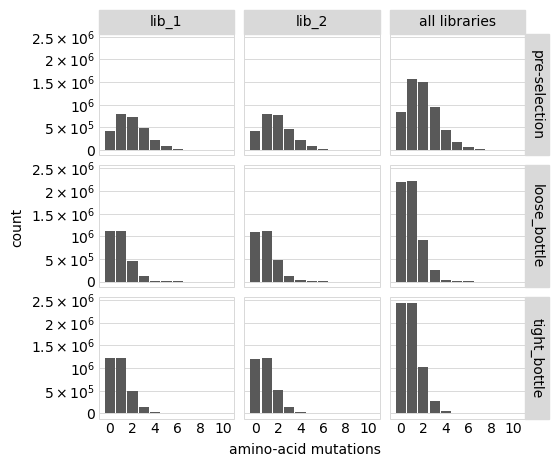 lib_1 lib_2 all libraries
2.5 × 10⁶
2 × 10⁶
1.5 × 10⁶
10⁶
5 × 10⁵
0
pre-selection
2.5 × 10⁶
2 × 10⁶
1.5 × 10⁶
10⁶
5 × 10⁵
0
loose_bottle
count
2.5 × 10⁶
2 × 10⁶
1.5 × 10⁶
10⁶
5 × 10⁵
0
tight_bottle
0 2 4 6 8 10 0 2 4 6 8 10 0 2 4 6 8 10
amino-acid mutations